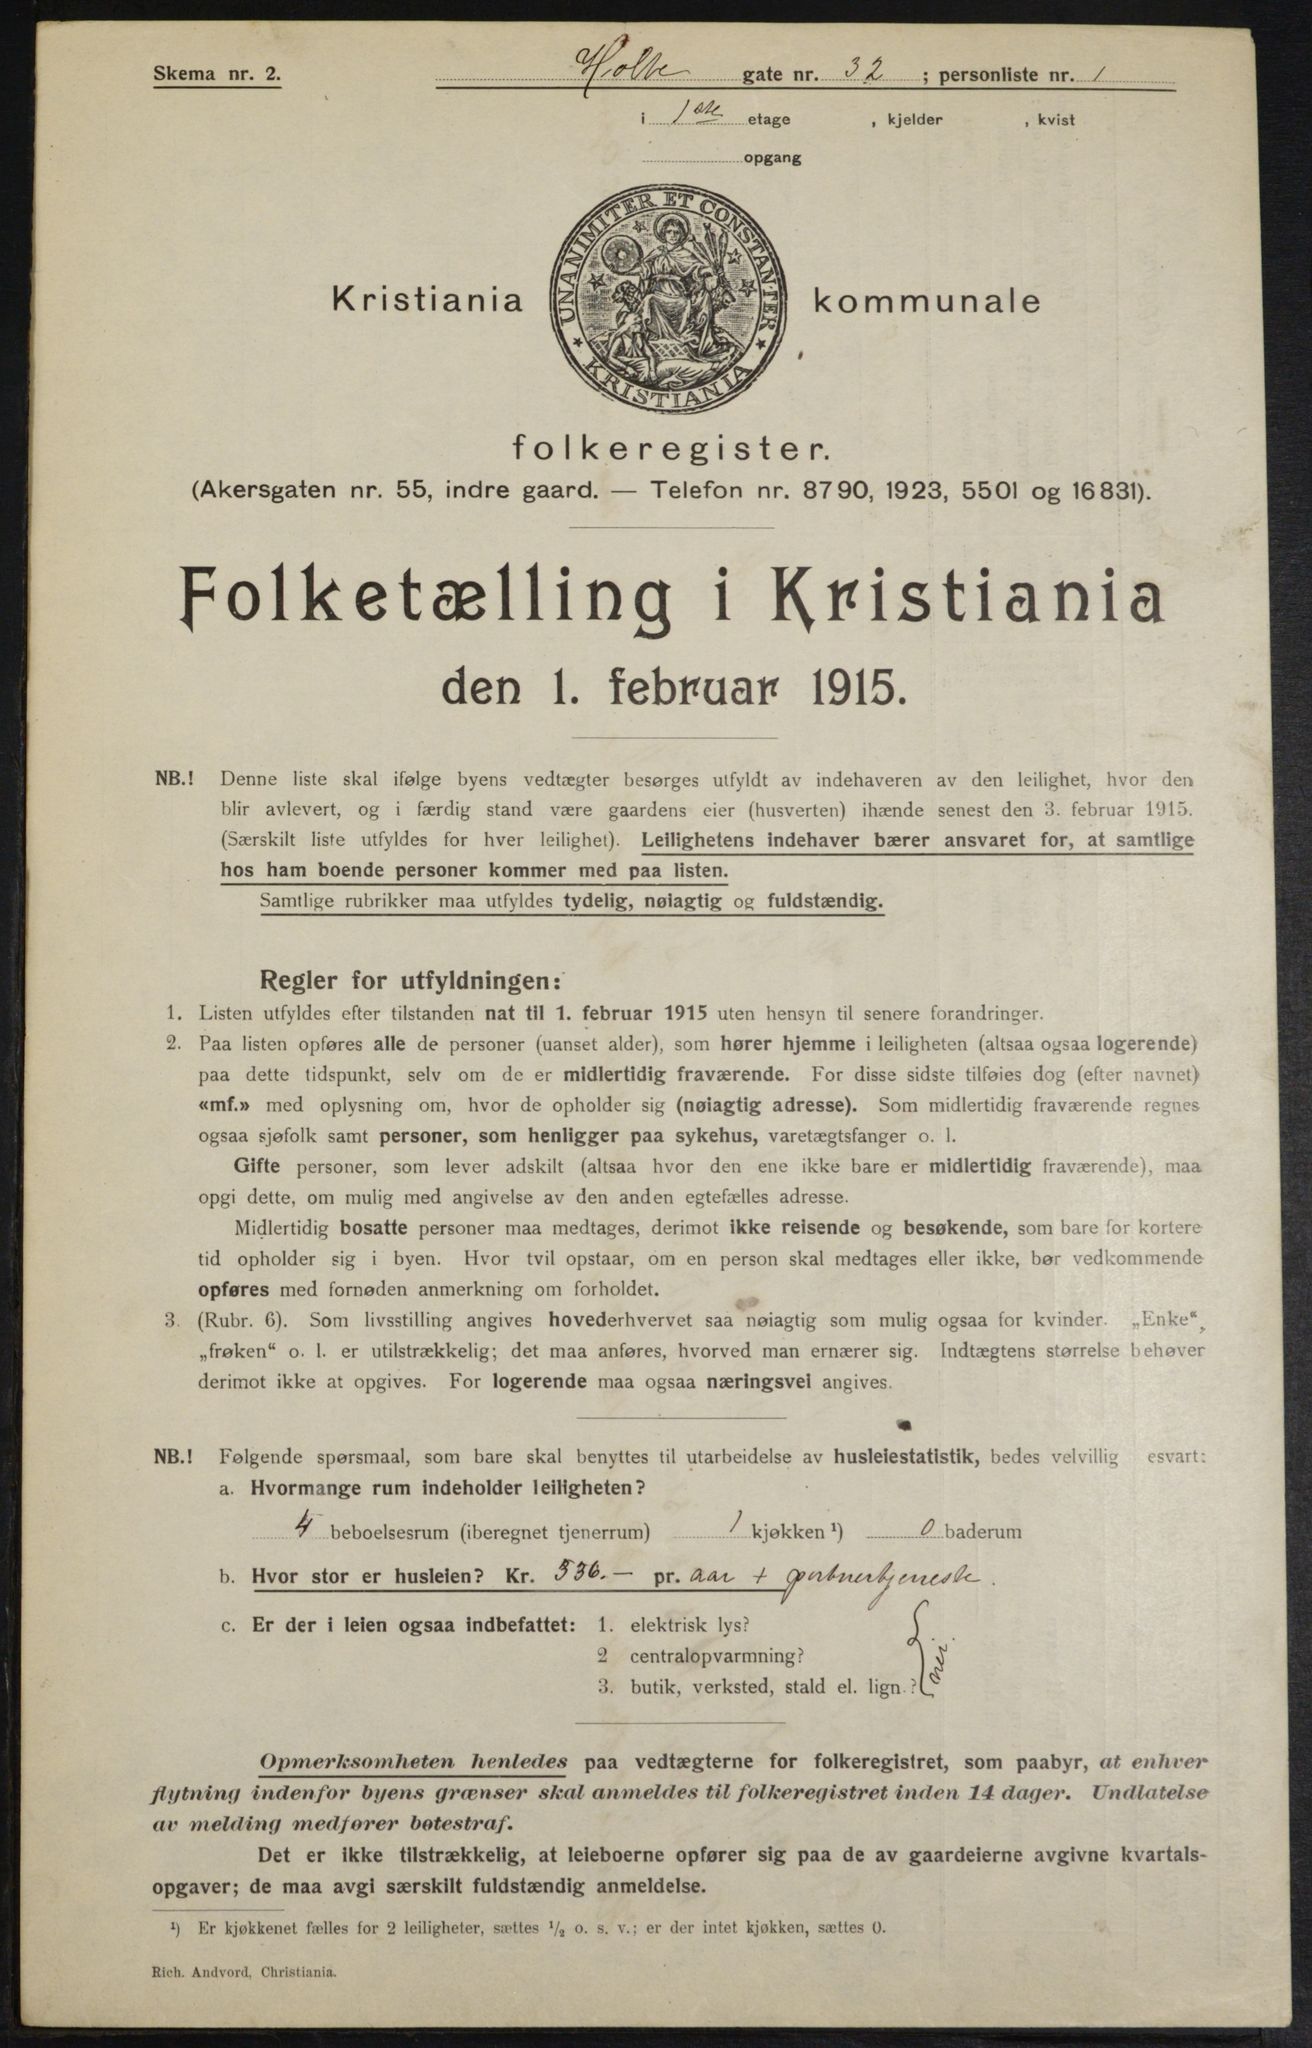 Skema nr. 2.
Holte gate nr. 32 ; personliste nr. 1
i 1ste etage , kjelder , kvist
opgang
UNANIMITER ET CONSTANTER
KRISTIANIA
Kristiania kommunale
folkeregister.
(Akersgaten nr. 55, indre gaard. — Telefon nr. 8790, 1923, 5501 og 16831).
Folketælling i Kristiania
den 1. februar 1915.
NB.! Denne liste skal ifølge byens vedtægter besørges utfyldt av indehaveren av den leilighet, hvor den
blir avlevert, og i færdig stand være gaardens eier (husverten) ihænde senest den 3. februar 1915.
(Særskilt liste utfyldes for hver leilighet). Leilighetens indehaver bærer ansvaret for, at samtlige
hos ham boende personer kommer med paa listen.
Samtlige rubrikker maa utfyldes tydelig, nøiagtig og fuldstændig.
Regler for utfyldningen:
1. Listen utfyldes efter tilstanden nat til 1. februar 1915 uten hensyn til senere forandringer.
2. Paa listen opføres alle de personer (uanset alder), som hører hjemme i leiligheten (altsaa ogsaa logerende)
paa dette tidspunkt, selv om de er midlertidig fraværende. For disse sidste tilføies dog (efter navnet)
«mf.» med oplysning om, hvor de opholder sig (nøiagtig adresse). Som midlertidig fraværende regnes
ogsaa sjøfolk samt personer, som henligger paa sykehus, varetægtsfanger o. l.
Gifte personer, som lever adskilt (altsaa hvor den ene ikke bare er midlertidig fraværende), maa
opgi dette, om mulig med angivelse av den anden egtefælles adresse.
Midlertidig bosatte personer maa medtages, derimot ikke reisende og besøkende, som bare for kortere
tid opholder sig i byen. Hvor tvil opstaar, om en person skal medtages eller ikke, bør vedkommende
opføres med fornøden anmerkning om forholdet.
3. (Rubr. 6). Som livsstilling angives hovederhvervet saa nøiagtig som mulig ogsaa for kvinder. „Enke“,
„frøken“ o. l. er utilstrækkelig; det maa anføres, hvorved man ernærer sig. Indtægtens størrelse behøver
derimot ikke at opgives. For logerende maa ogsaa næringsvei angives.
NB.! Følgende spørsmaal, som bare skal benyttes til utarbeidelse av husleiestatistik, bedes velvillig esvart:
a. Hvormange rum indeholder leiligheten?
4 beboelsesrum (iberegnet tjenerrum) 1 kjøkken ¹) 0 baderum
b. Hvor stor er husleien? Kr. 336.— pr. aar + portnertjeneste.
c. Er der i leien ogsaa indbefattet: 1. elektrisk lys?
2 centralopvarmning?
3. butik, verksted, stald el. lign.?
nei.
Opmerksomheten henledes paa vedtægterne for folkeregistret, som paabyr, at enhver
flytning indenfor byens grænser skal anmeldes til folkeregistret inden 14 dager. Undlatelse
av melding medfører bøtestraf.
Det er ikke tilstrækkelig, at leieboerne opfører sig paa de av gaardeierne avgivne kvartals-
opgaver; de maa avgi særskilt fuldstændig anmeldelse.
¹) Er kjøkkenet fælles for 2 leiligheter, sættes ½ o. s. v.; er der intet kjøkken, sættes 0.
Rich. Andvord, Christiania.